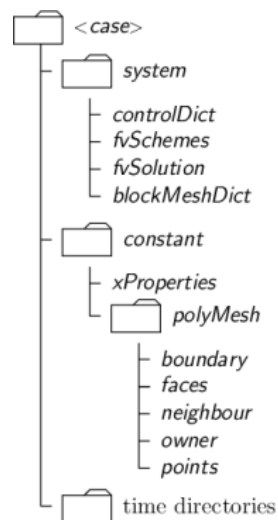 <case>
system
controlDict
fvSchemes
fvSolution
blockMeshDict
constant
xProperties
polyMesh
boundary
faces
neighbour
owner
points
time directories